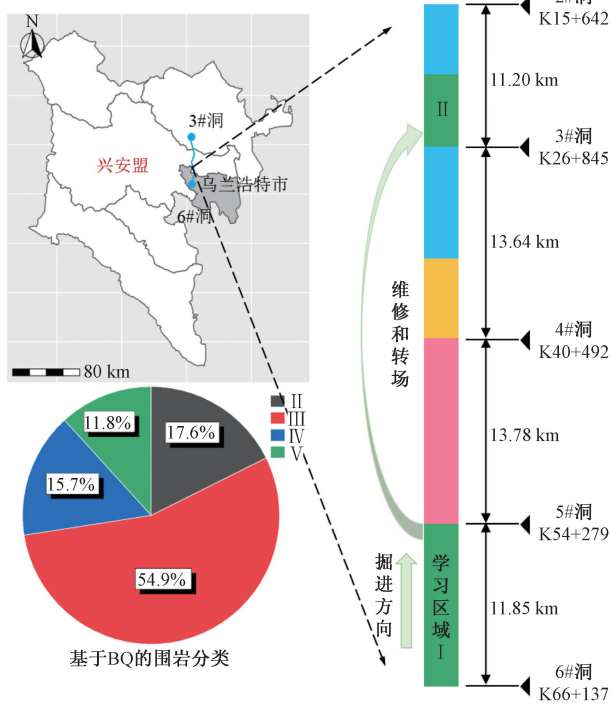 N
3#洞
兴安盟
乌兰浩特市
6#洞
80 km
II
III
IV
V
11.8%
17.6%
15.7%
54.9%
基于BQ的围岩分类
2#洞
K15+642
11.20 km
II
3#洞
K26+845
13.64 km
维修和转场
4#洞
K40+492
13.78 km
5#洞
K54+279
掘进方向
学习区域I
11.85 km
6#洞
K66+137